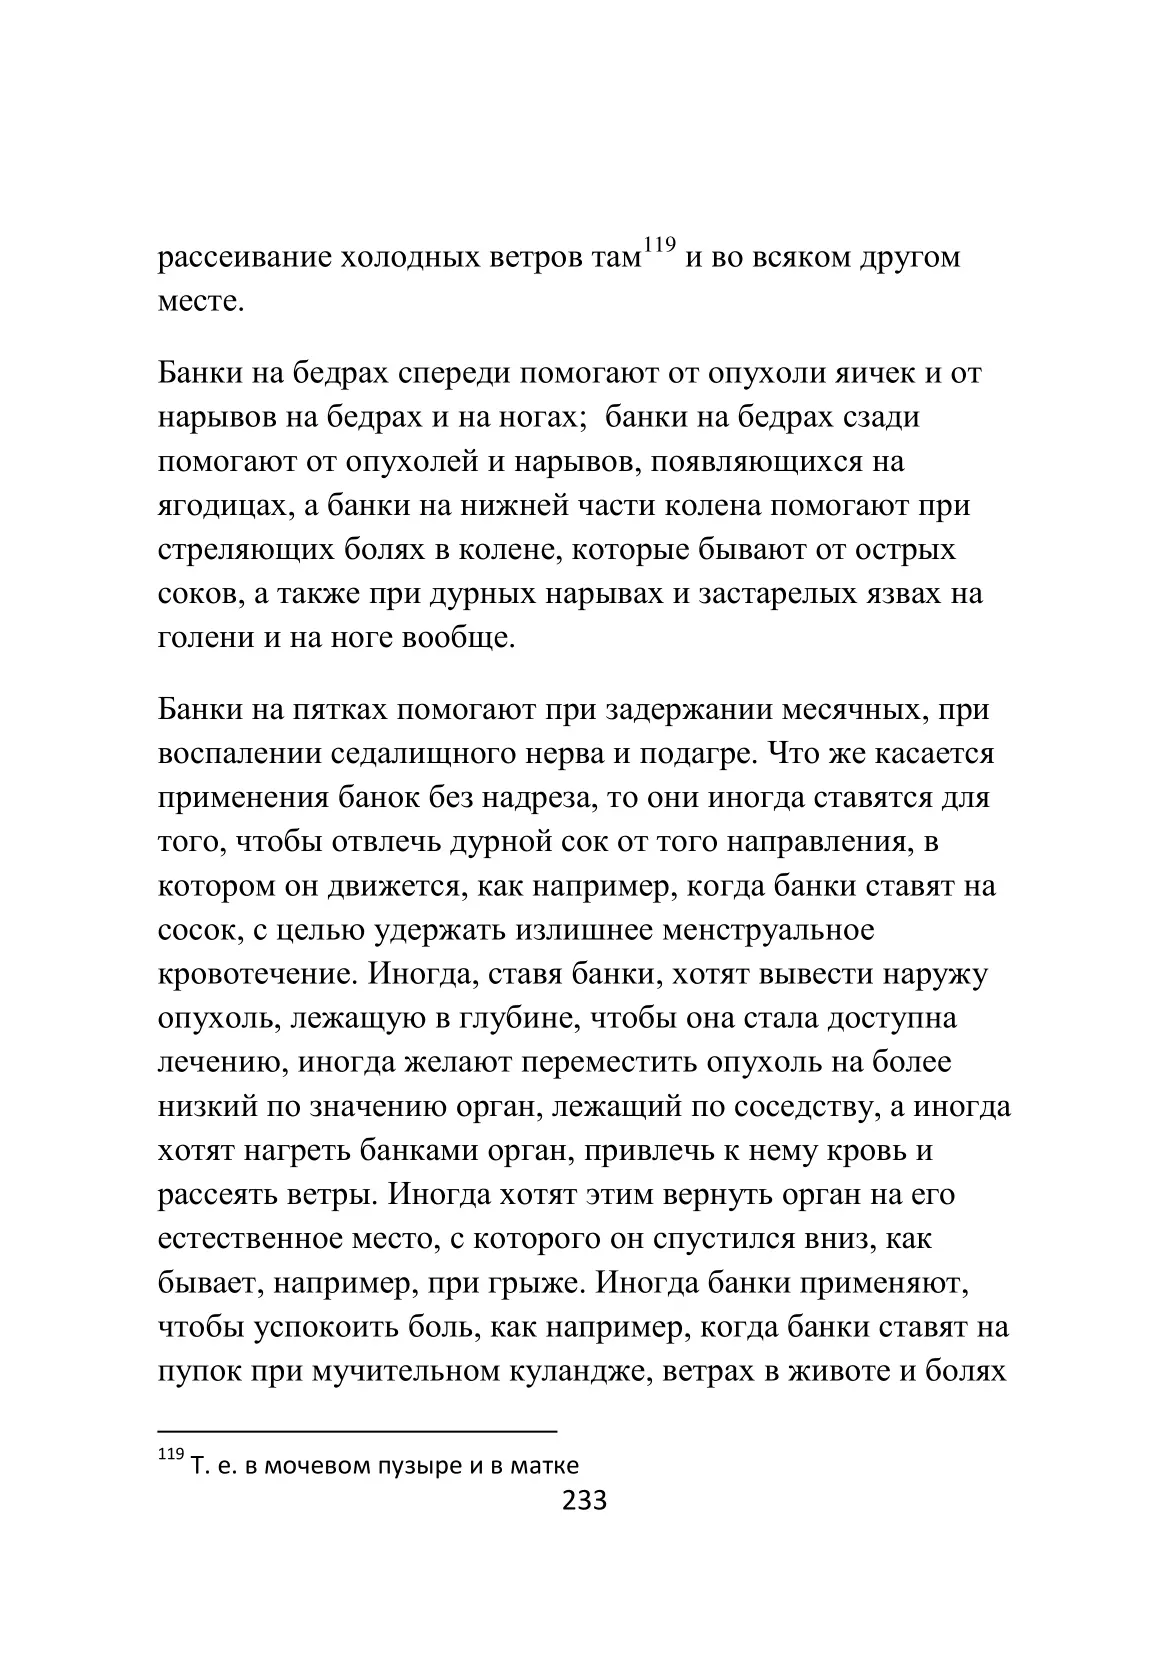 рассеивание холодных ветров там119 и во всяком другом
месте.
Банки на бедрах спереди помогают от опухоли яичек и от
нарывов на бедрах и на ногах;  банки на бедрах сзади
помогают от опухолей и нарывов, появляющихся на
ягодицах, а банки на нижней части колена помогают при
стреляющих болях в колене, которые бывают от острых
соков, а также при дурных нарывах и застарелых язвах на
голени и на ноге вообще.
Банки на пятках помогают при задержании месячных, при
воспалении седалищного нерва и подагре. Что же касается
применения банок без надреза, то они иногда ставятся для
того, чтобы отвлечь дурной сок от того направления, в
котором он движется, как например, когда банки ставят на
сосок, с целью удержать излишнее менструальное
кровотечение. Иногда, ставя банки, хотят вывести наружу
опухоль, лежащую в глубине, чтобы она стала доступна
лечению, иногда желают переместить опухоль на более
низкий по значению орган, лежащий по соседству, а иногда
хотят нагреть банками орган, привлечь к нему кровь и
рассеять ветры. Иногда хотят этим вернуть орган на его
естественное место, с которого он спустился вниз, как
бывает, например, при грыже. Иногда банки применяют,
чтобы успокоить боль, как например, когда банки ставят на
пупок при мучительном куландже, ветрах в животе и болях
119 Т. е. в мочевом пузыре и в матке
233